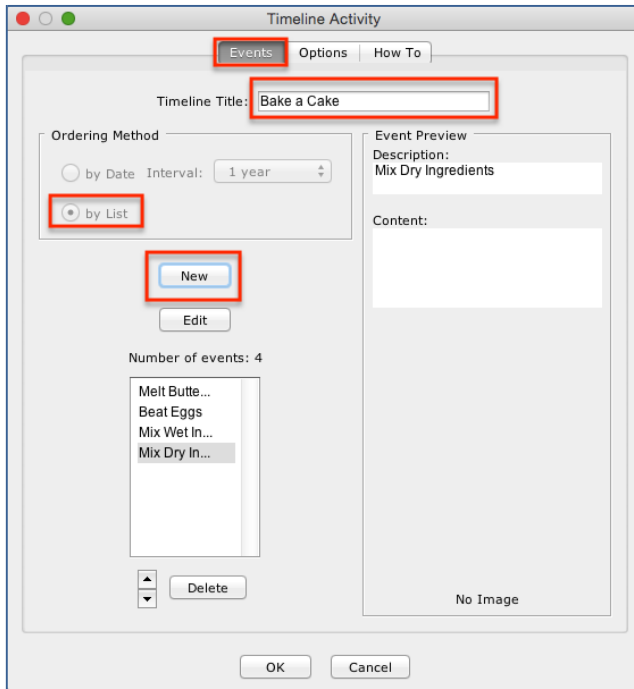 Timeline Activity
Events Options How To
Timeline Title: Bake a Cake
Ordering Method
by Date Interval: 1 year
by List
New
Edit
Number of events: 4
Melt Butte...
Beat Eggs
Mix Wet In...
Mix Dry In...
Delete
Event Preview
Description:
Mix Dry Ingredients
Content:
No Image
OK Cancel